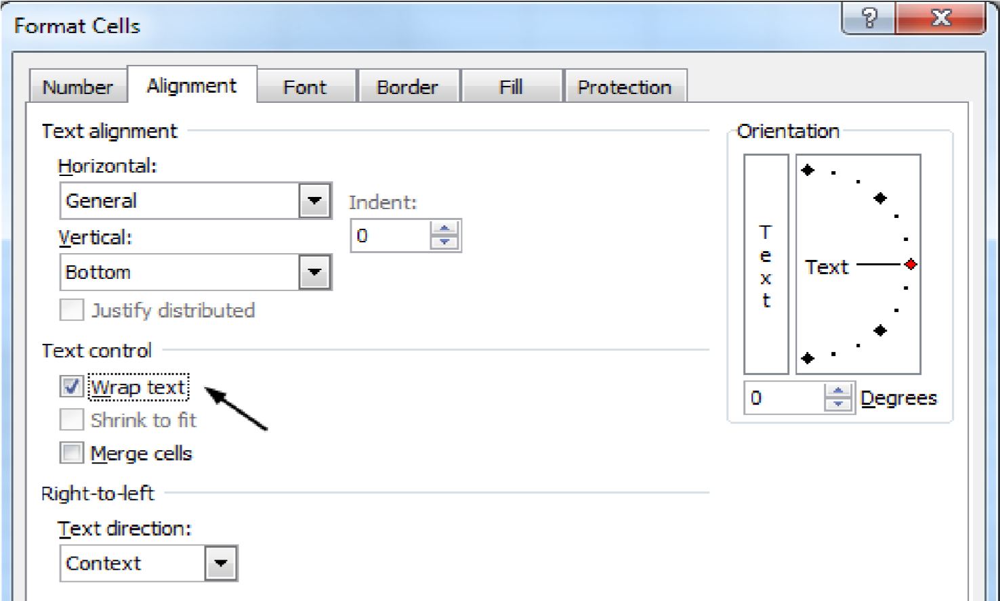 Format Cells
?
X
Number Alignment Font Border Fill Protection
Text alignment
Horizontal:
General
Indent:
0
Vertical:
Bottom
Justify distributed
Text control
Wrap text
Shrink to fit
Merge cells
Right-to-left
Text direction:
Context
Orientation
T
e
x
t
Text
0 Degrees